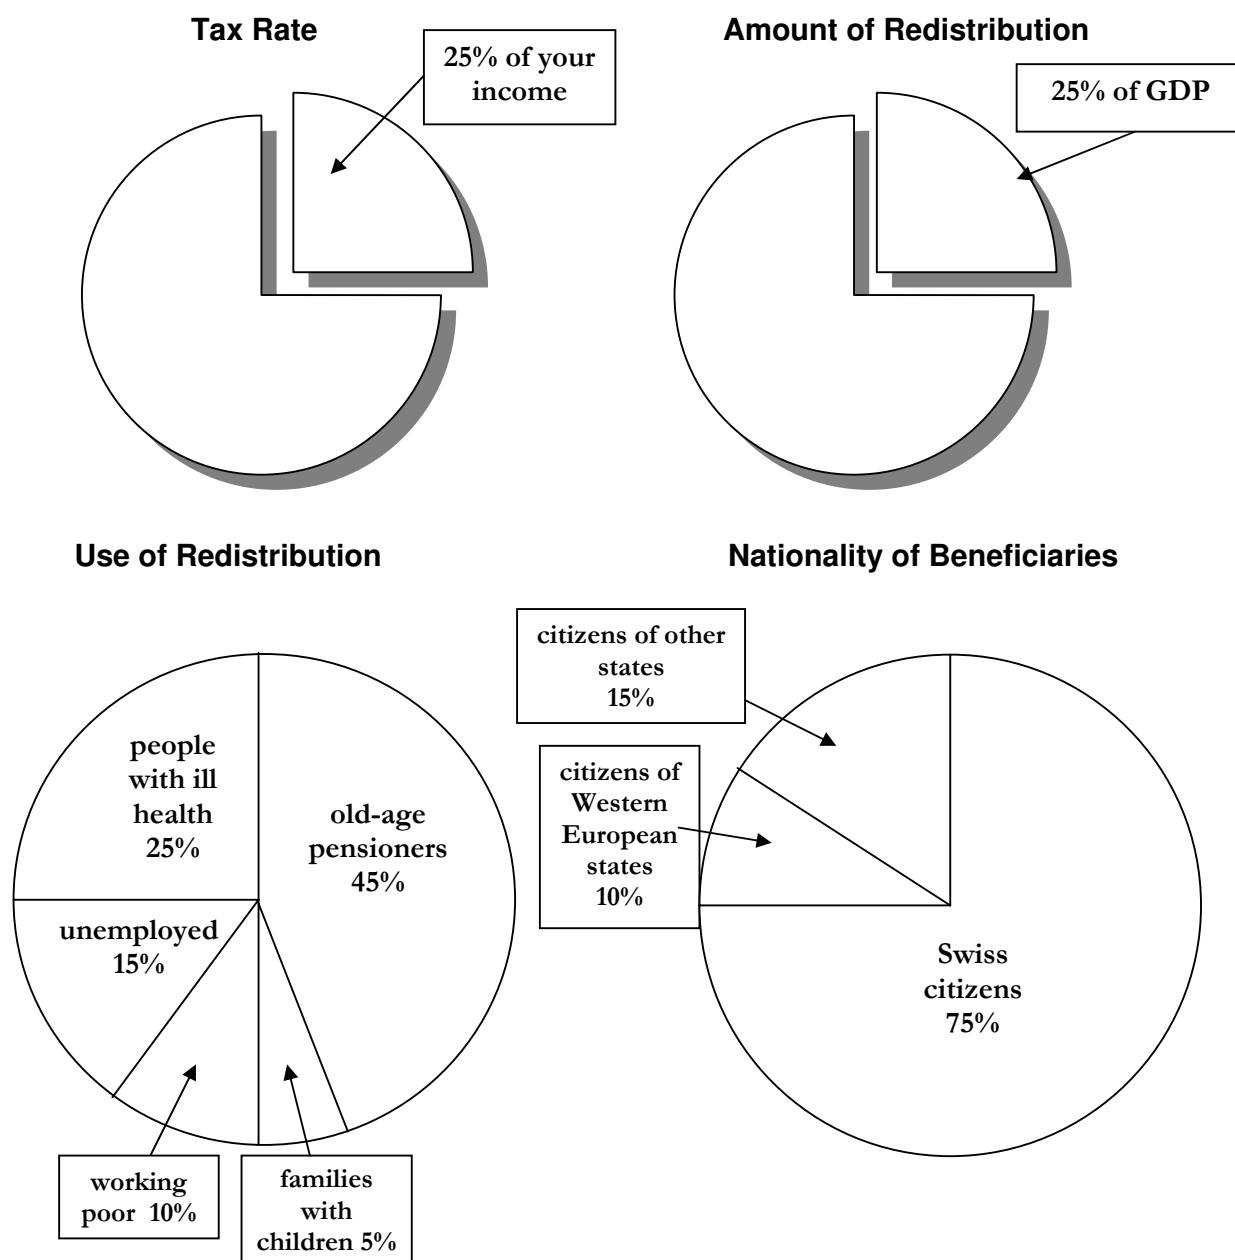 Tax Rate
25% of your
income
Amount of Redistribution
25% of GDP
Use of Redistribution
people
with ill
health
25%
old-age
pensioners
45%
unemployed
15%
working
poor 10%
families
with
children 5%
Nationality of Beneficiaries
citizens of other
states
15%
citizens of
Western
European
states
10%
Swiss
citizens
75%